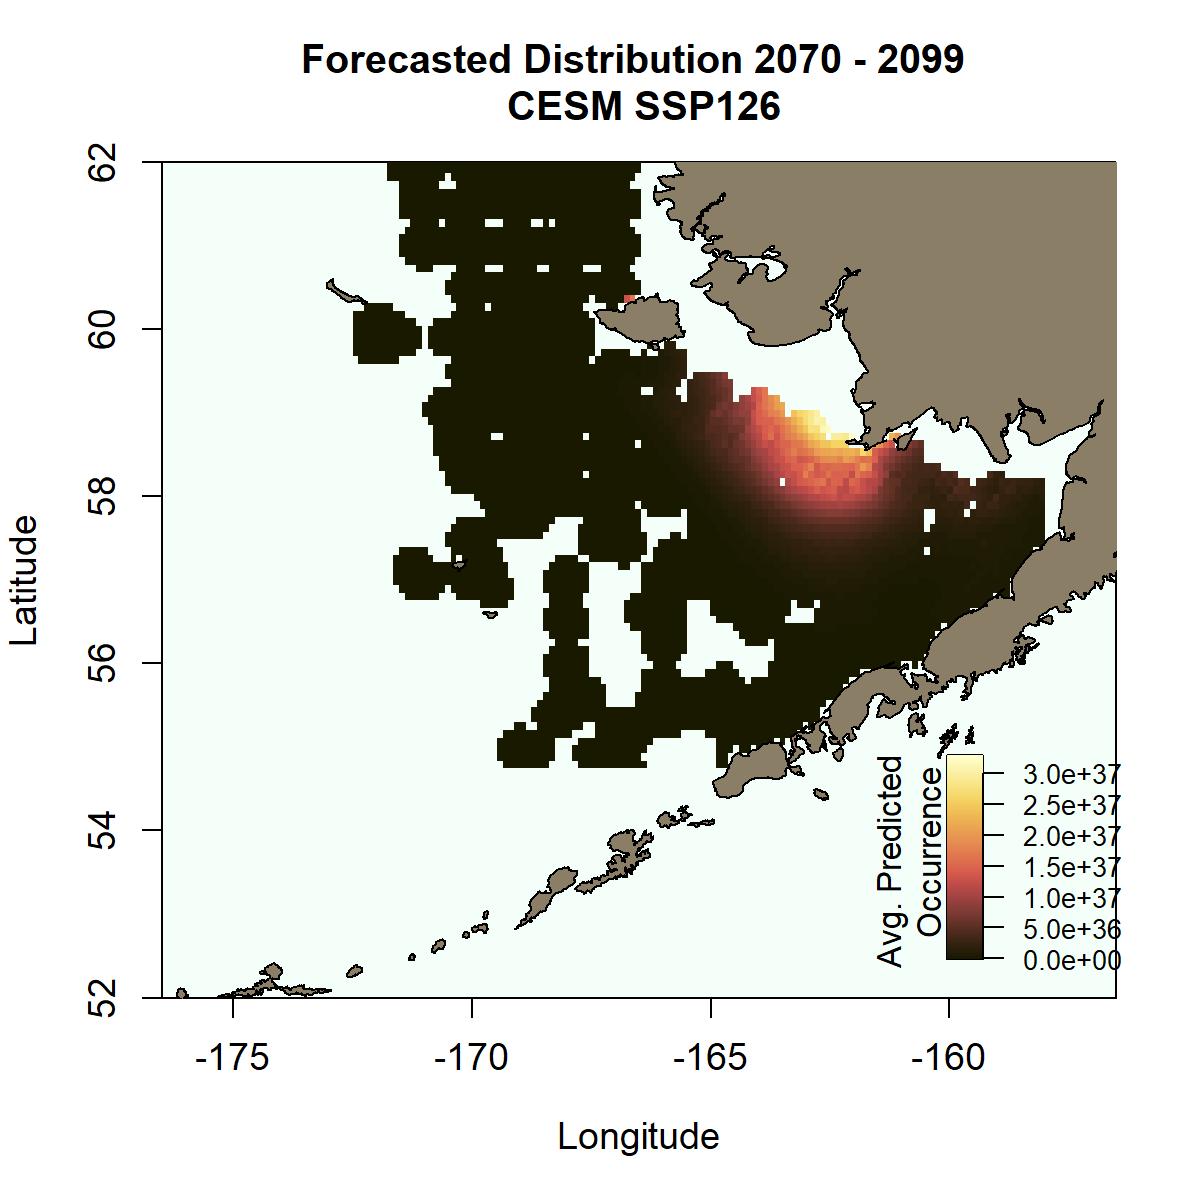 Forecasted Distribution 2070 - 2099
CESM SSP126
Latitude
62
60
58
56
54
52
-175
-170
-165
-160
Longitude
Avg. Predicted
Occurrence
3.0e+37
2.5e+37
2.0e+37
1.5e+37
1.0e+37
5.0e+36
0.0e+00